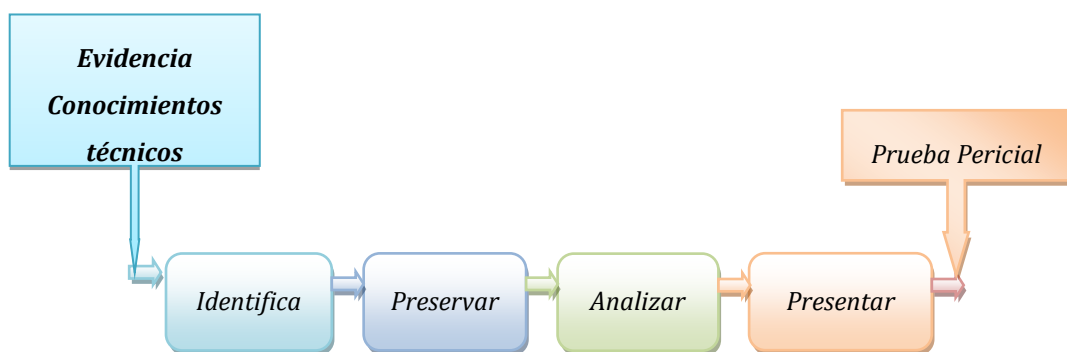 Evidencia
Conocimientos
técnicos
Prueba Pericial
Identifica
Preservar
Analizar
Presentar